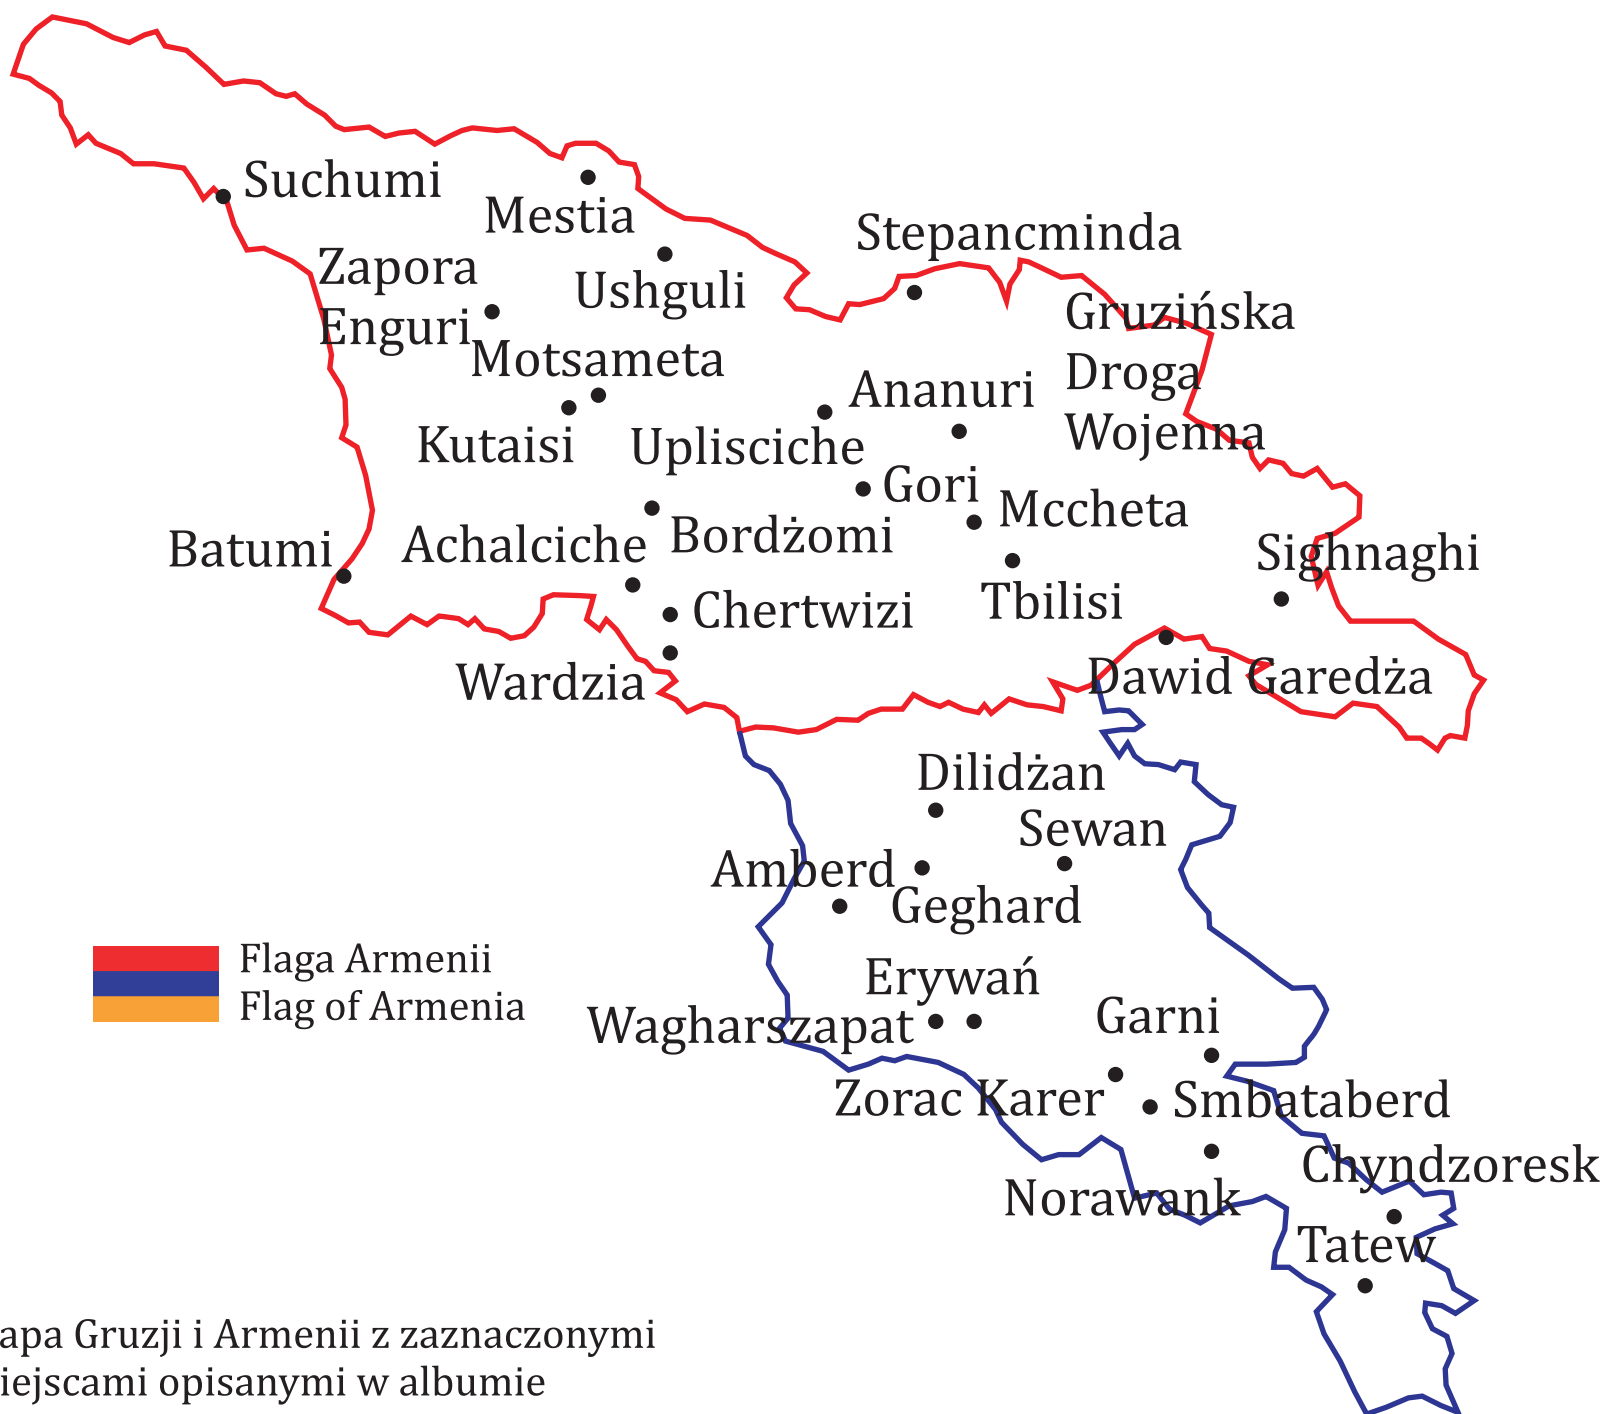 Suchumi
Mestia
Stepancminda
Zapora
Enguri
Ushguli
Gruzińska
Droga
Wojenna
Motsameta
Ananuri
Kutaisi
Uplisciche
Gori
Mccheta
Batumi
Achalciche
Bordżomi
Sighnaghi
Chertwizi
Tbilisi
Wardzia
Dawid Garedża
Dilidżan
Sewan
Amberd
Geghard
Flaga Armenii
Flag of Armenia
Erywań
Wagharszapat
Garni
Zorac Karer
Smbataberd
Chyndzoresk
Norawank
Tatew
apa Gruzji i Armenii z zaznaczonymi
iejscami opisanymi w albumie